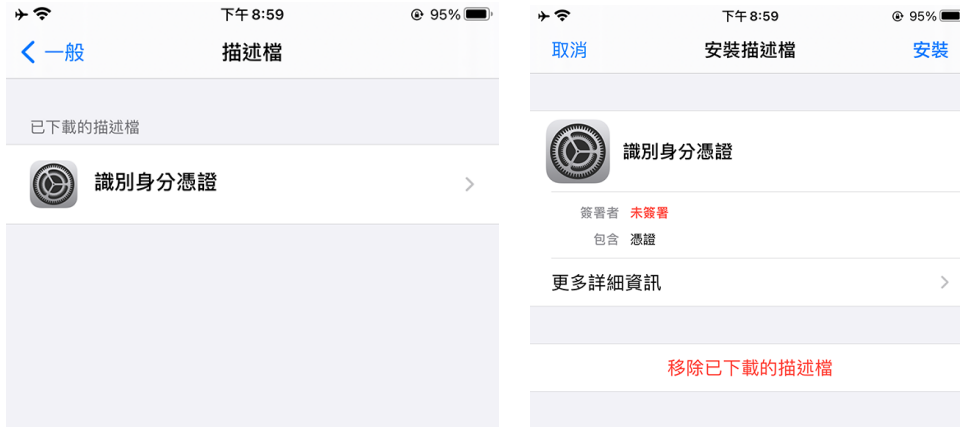 下午 8:59
95%
一般
描述檔
已下載的描述檔
識別身分憑證
下午 8:59
95%
取消
安裝描述檔
安裝
識別身分憑證
簽署者 未簽署
包含 憑證
更多詳細資訊
移除已下載的描述檔